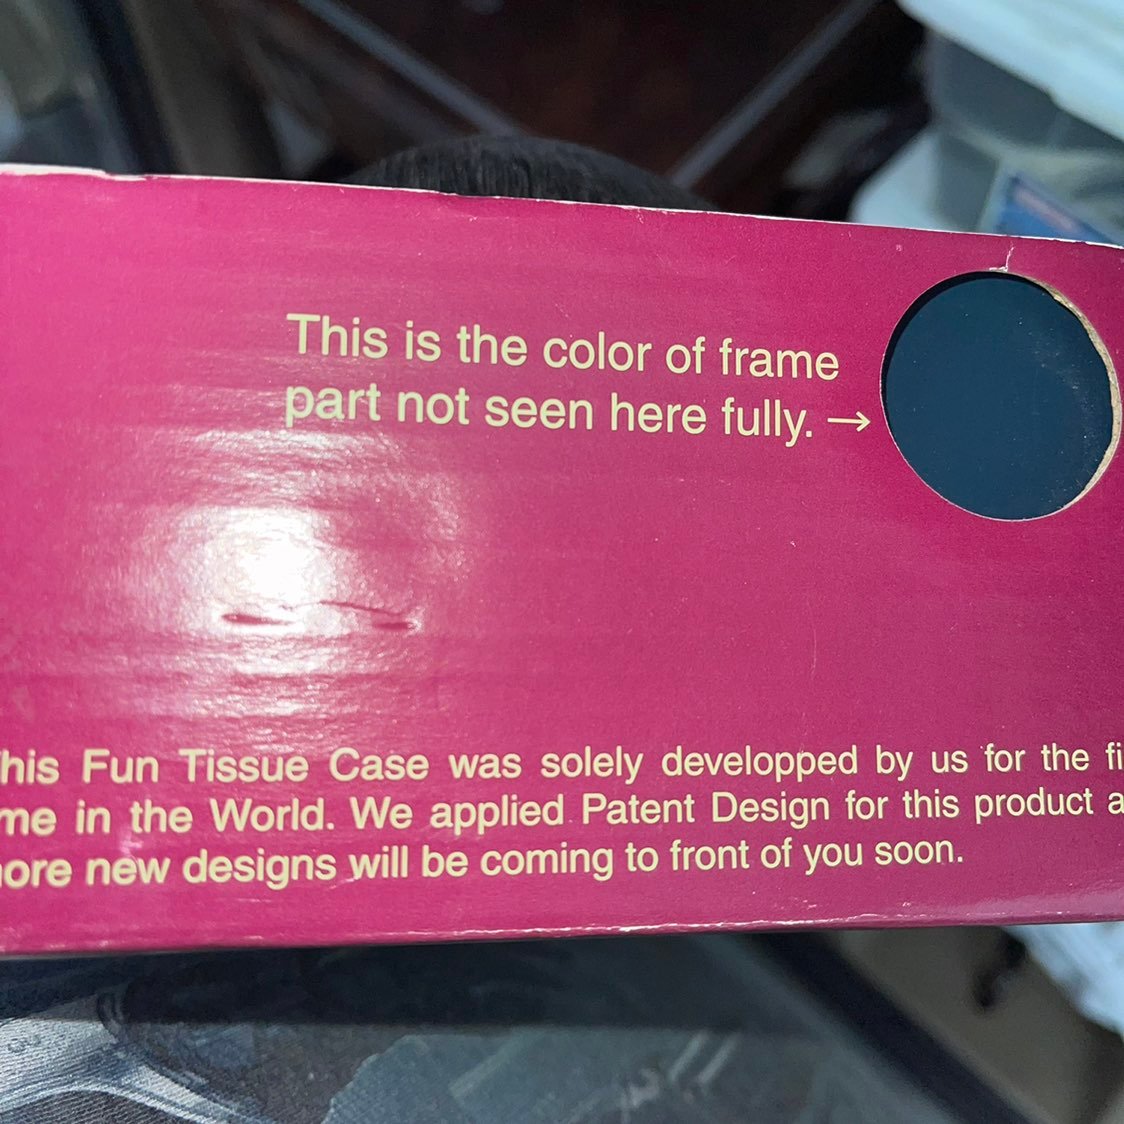 This is the color of frame
part not seen here fully. →
his Fun Tissue Case was solely developped by us for the fi
me in the World. We applied Patent Design for this product a
ore new designs will be coming to front of you soon.